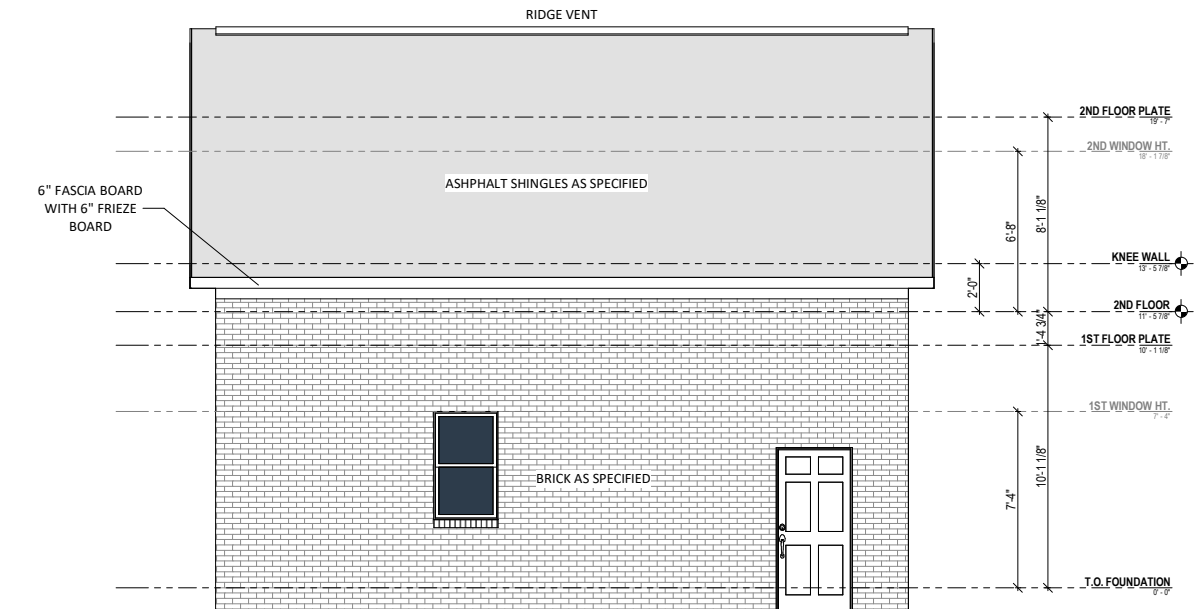 RIDGE VENT
2ND FLOOR PLATE
19' - 7"
2ND WINDOW HT.
18' - 1 7/8"
ASHPHALT SHINGLES AS SPECIFIED
6" FASCIA BOARD
WITH 6" FRIEZE
BOARD
6'-8"
8'-1 1/8"
KNEE WALL
13' - 5 7/8"
2'-0"
2ND FLOOR
11' - 5 7/8"
1'-4 3/4"
1ST FLOOR PLATE
10' - 1 1/8"
1ST WINDOW HT.
7' - 4"
BRICK AS SPECIFIED
7'-4"
10'-1 1/8"
T.O. FOUNDATION
0' - 0"